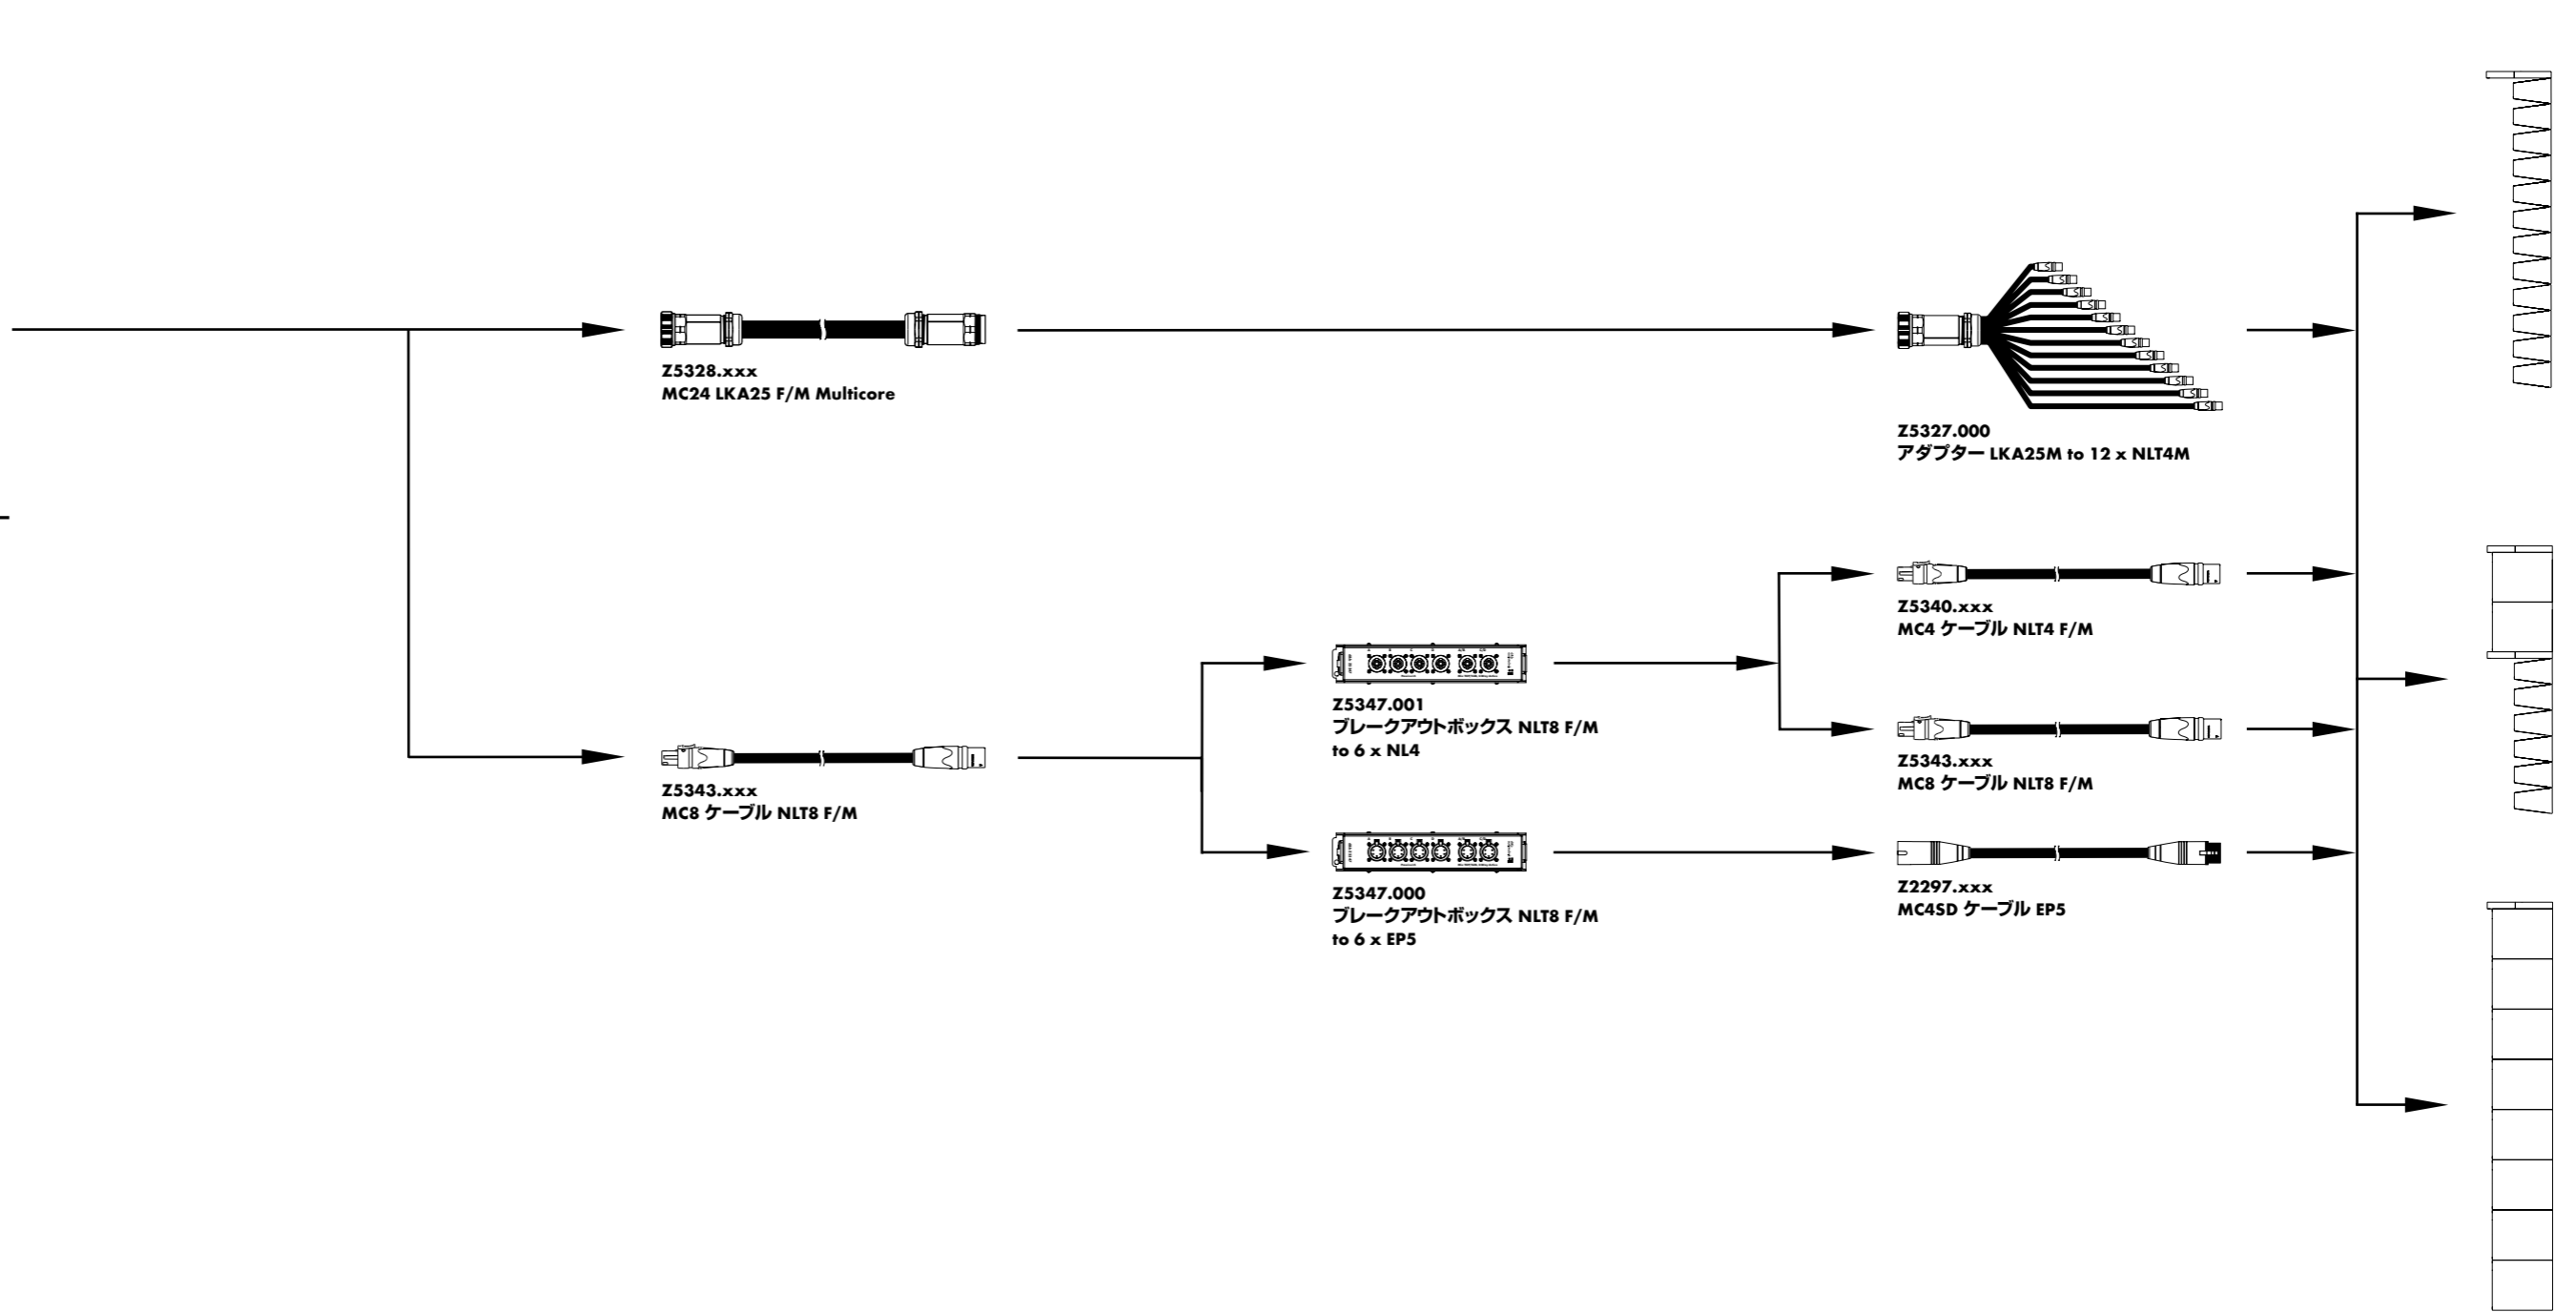 Z5328.xxx
MC24 LKA25 F/M Multicore
Z5327.000
アダプター LKA25M to 12 x NLT4M
Z5340.xxx
MC4 ケーブル NLT4 F/M
Z5347.001
ブレークアウトボックス NLT8 F/M
to 6 x NL4
Z5343.xxx
MC8 ケーブル NLT8 F/M
Z5343.xxx
MC8 ケーブル NLT8 F/M
Z5347.000
ブレークアウトボックス NLT8 F/M
to 6 x EP5
Z2297.xxx
MC4SD ケーブル EP5